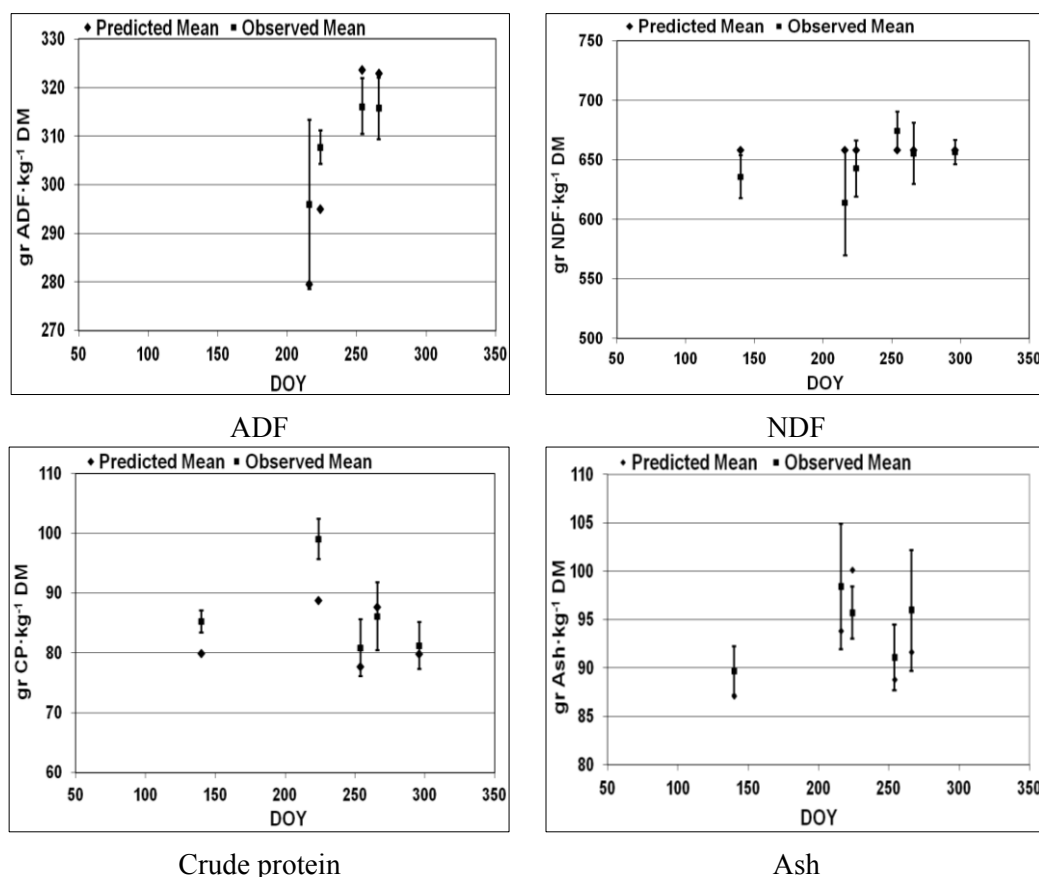 ◆ Predicted Mean ■ Observed Mean
330
320
310
300
290
280
270
gr ADF·kg⁻¹ DM
50 100 150 200 250 300 350
DOY
ADF
◆ Predicted Mean ■ Observed Mean
750
700
650
600
550
500
gr NDF·kg⁻¹ DM
50 100 150 200 250 300 350
DOY
NDF
◆ Predicted Mean ■ Observed Mean
110
100
90
80
70
60
gr CP·kg⁻¹ DM
50 100 150 200 250 300 350
DOY
Crude protein
◆ Predicted Mean ■ Observed Mean
110
105
100
95
90
85
80
gr Ash·kg⁻¹ DM
50 100 150 200 250 300 350
DOY
Ash